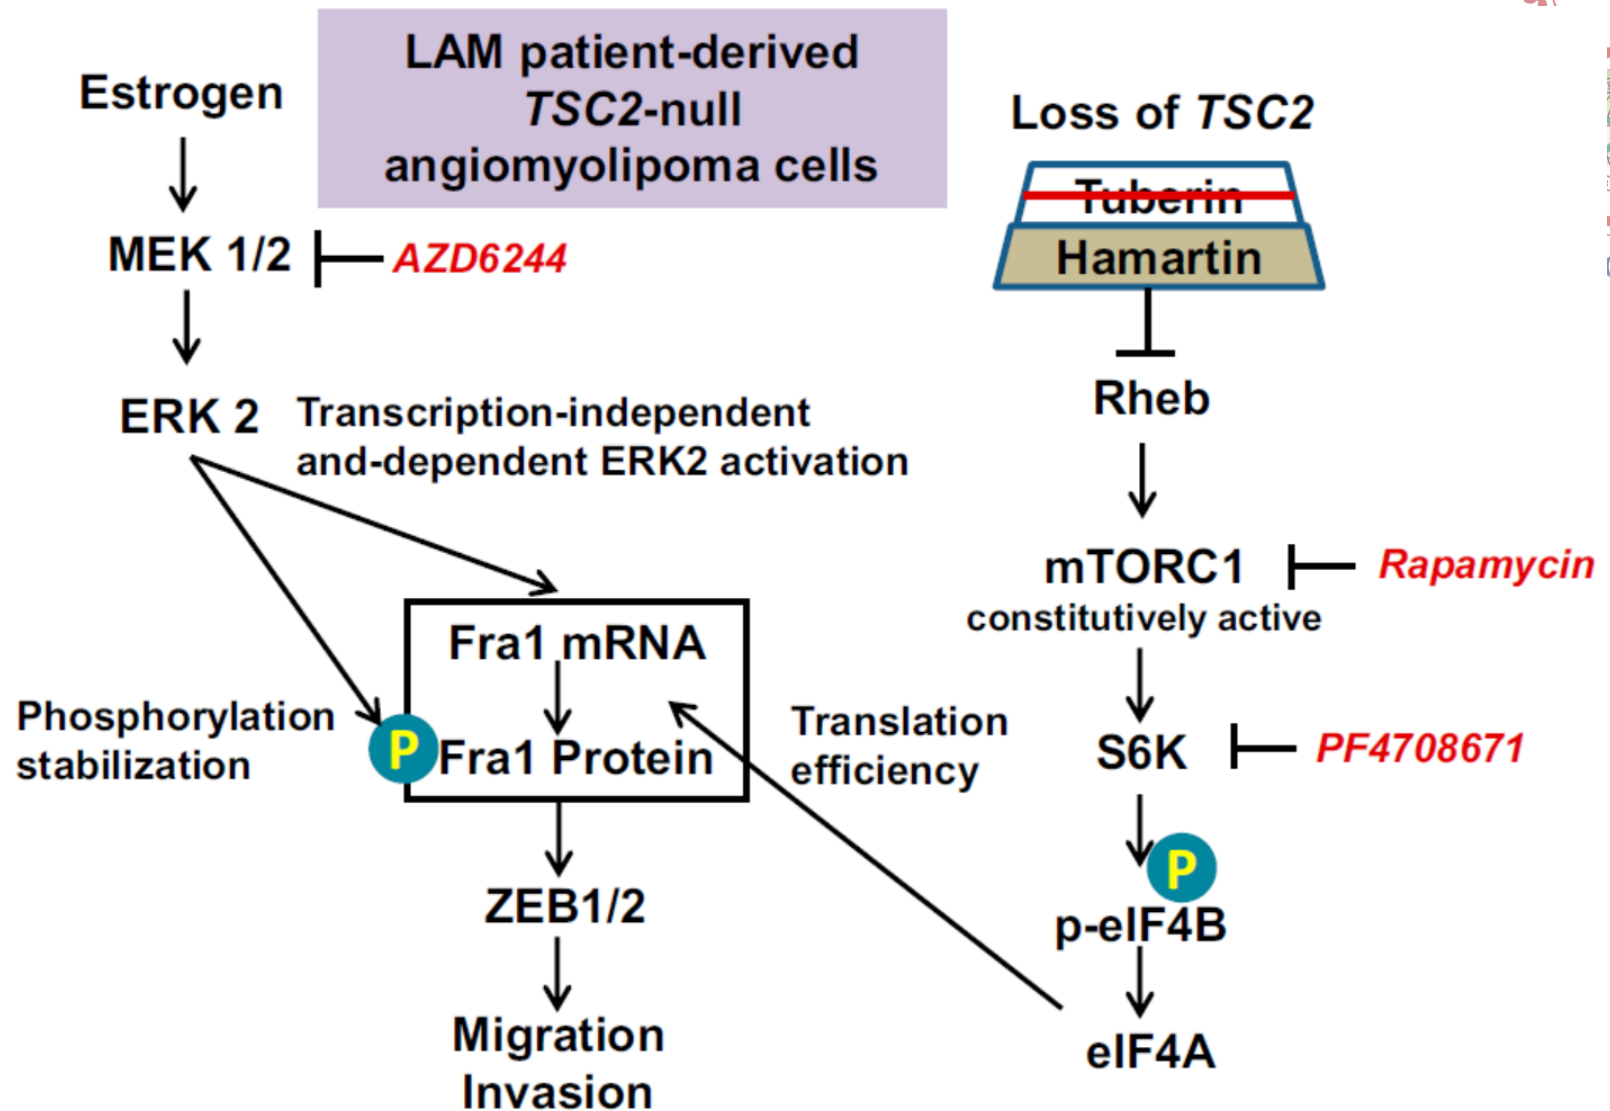 LAM patient-derived
TSC2-null
angiomyolipoma cells
Estrogen
MEK 1/2
AZD6244
ERK 2
Transcription-independent
and-dependent ERK2 activation
Fra1 mRNA
Phosphorylation
stabilization
P
Fra1 Protein
ZEB1/2
Migration
Invasion
Translation
efficiency
Loss of TSC2
Tuberin
Hamartin
Rheb
mTORC1
constitutively active
Rapamycin
S6K
PF4708671
P
p-eIF4B
eIF4A